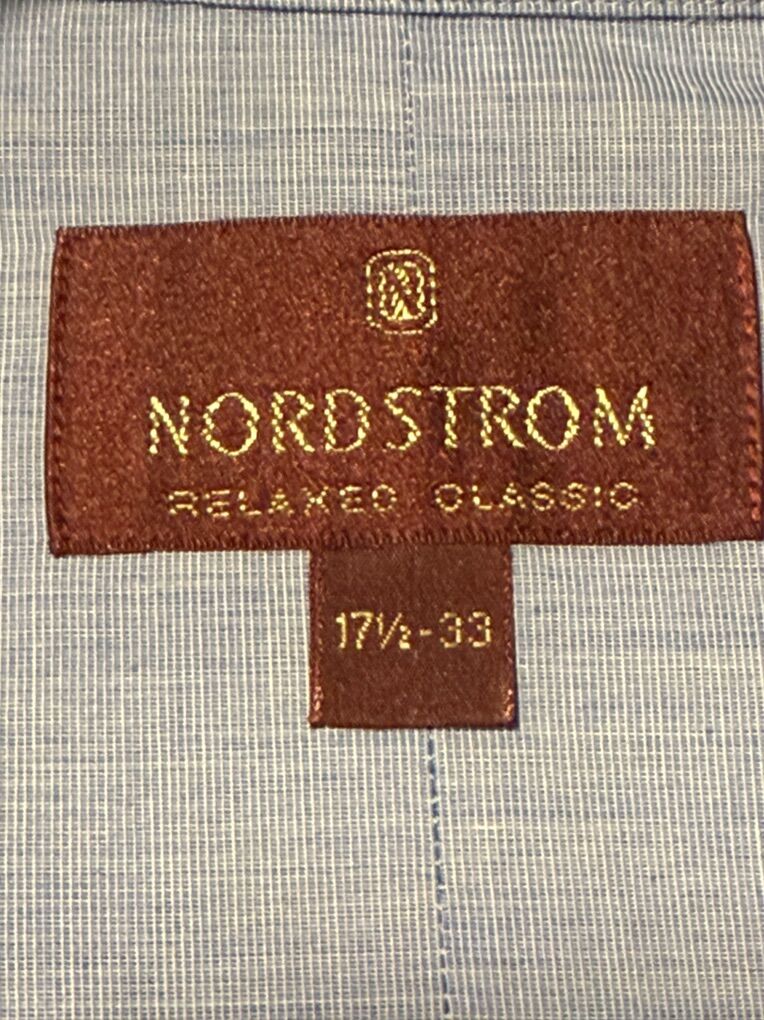 N
NORDSTROM
RELAXED CLASSIC
17½-33